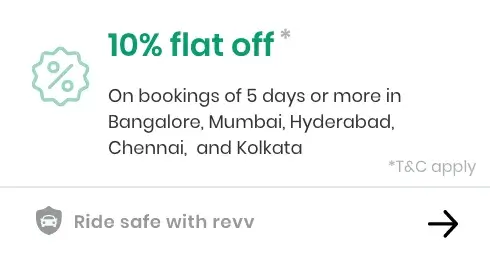 10% flat off *
On bookings of 5 days or more in
Bangalore, Mumbai, Hyderabad,
Chennai,  and Kolkata
*T&C apply
Ride safe with revv